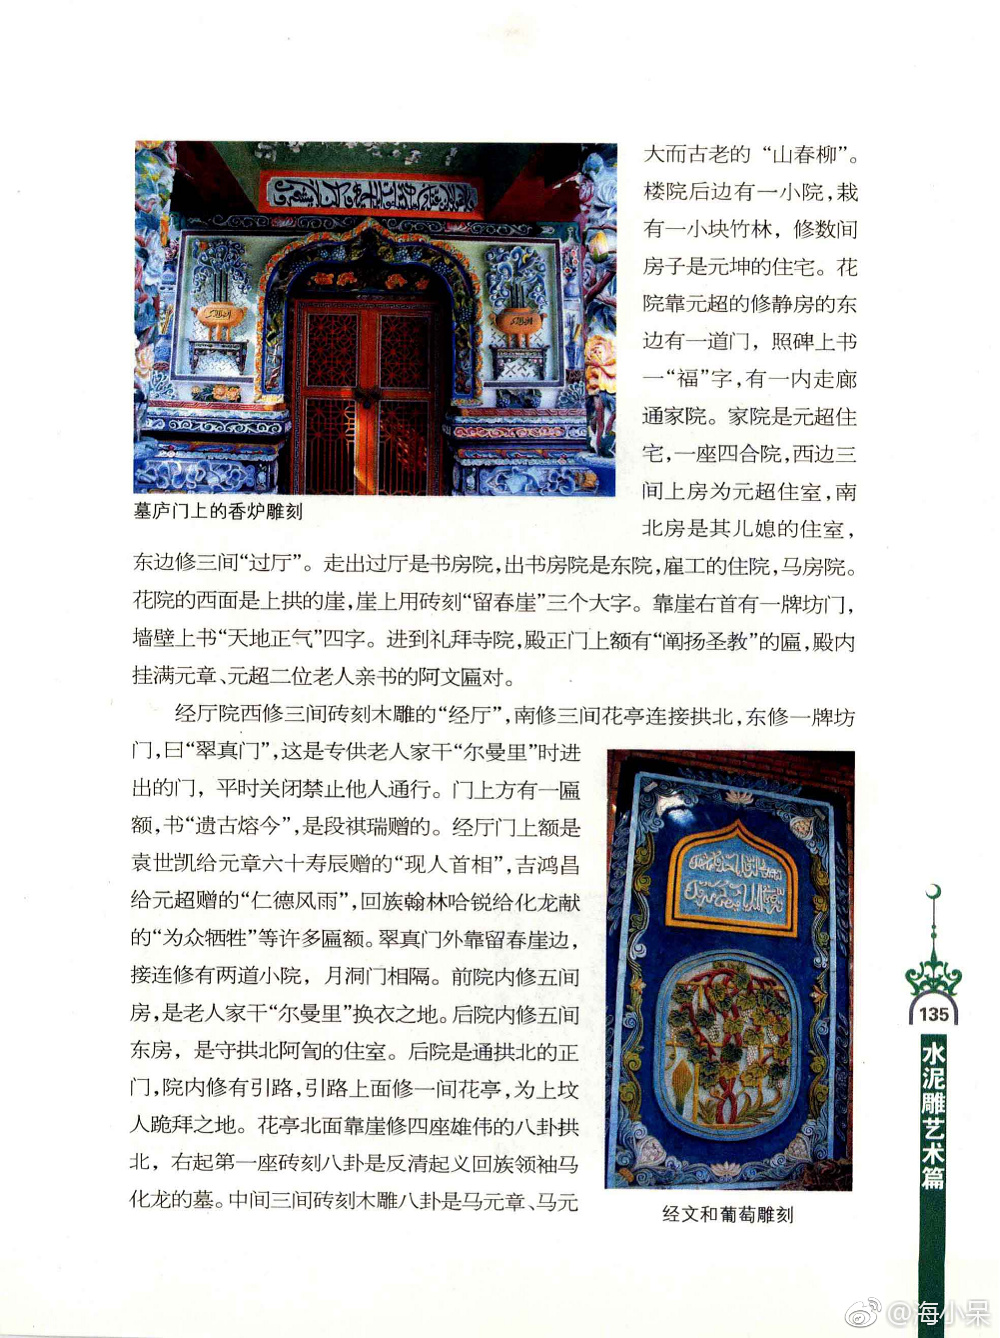 大而古老的“山春柳”。
楼院后边有一小院,栽
有一小块竹林，修数间
房子是元坤的住宅。花
院靠元超的修静房的东
边有一道门，照碑上书
一“福”字,有一内走廊
通家院。家院是元超住
宅,一座四合院,西边三
间上房为元超住室,南
北房是其儿媳的住室,
墓庐门上的香炉雕刻
东边修三间“过厅”。走出过厅是书房院,出书房院是东院,雇工的住院,马房院。
花院的西面是上拱的崖,崖上用砖刻“留春崖”三个大字。靠崖右首有一牌坊门,
墙壁上书“天地正气”四字。进到礼拜寺院,殿正门上额有“阐扬圣教”的匾,殿内
挂满元章、元超二位老人亲书的阿文匾对。
经厅院西修三间砖刻木雕的“经厅”,南修三间花亭连接拱北,东修一牌坊
门,曰“翠真门”,这是专供老人家干“尔曼里”时进
出的门，平时关闭禁止他人通行。门上方有一匾
额,书“遗古熔今”,是段祺瑞赠的。经厅门上额是
袁世凯给元章六十寿辰赠的“现人首相”,吉鸿昌
给元超赠的“仁德风雨”,回族翰林哈锐给化龙献
的“为众牺牲”等许多匾额。翠真门外靠留春崖边,
接连修有两道小院，月洞门相隔。前院内修五间
房,是老人家干“尔曼里”换衣之地。后院内修五间
东房，是守拱北阿訇的住室。后院是通拱北的正
门,院内修有引路,引路上面修一间花亭,为上坟
人跪拜之地。花亭北面靠崖修四座雄伟的八卦拱
北，右起第一座砖刻八卦是反清起义回族领袖马
化龙的墓。中间三间砖刻木雕八卦是马元章、马元
经文和葡萄雕刻
135
水泥雕艺术篇
@海小呆